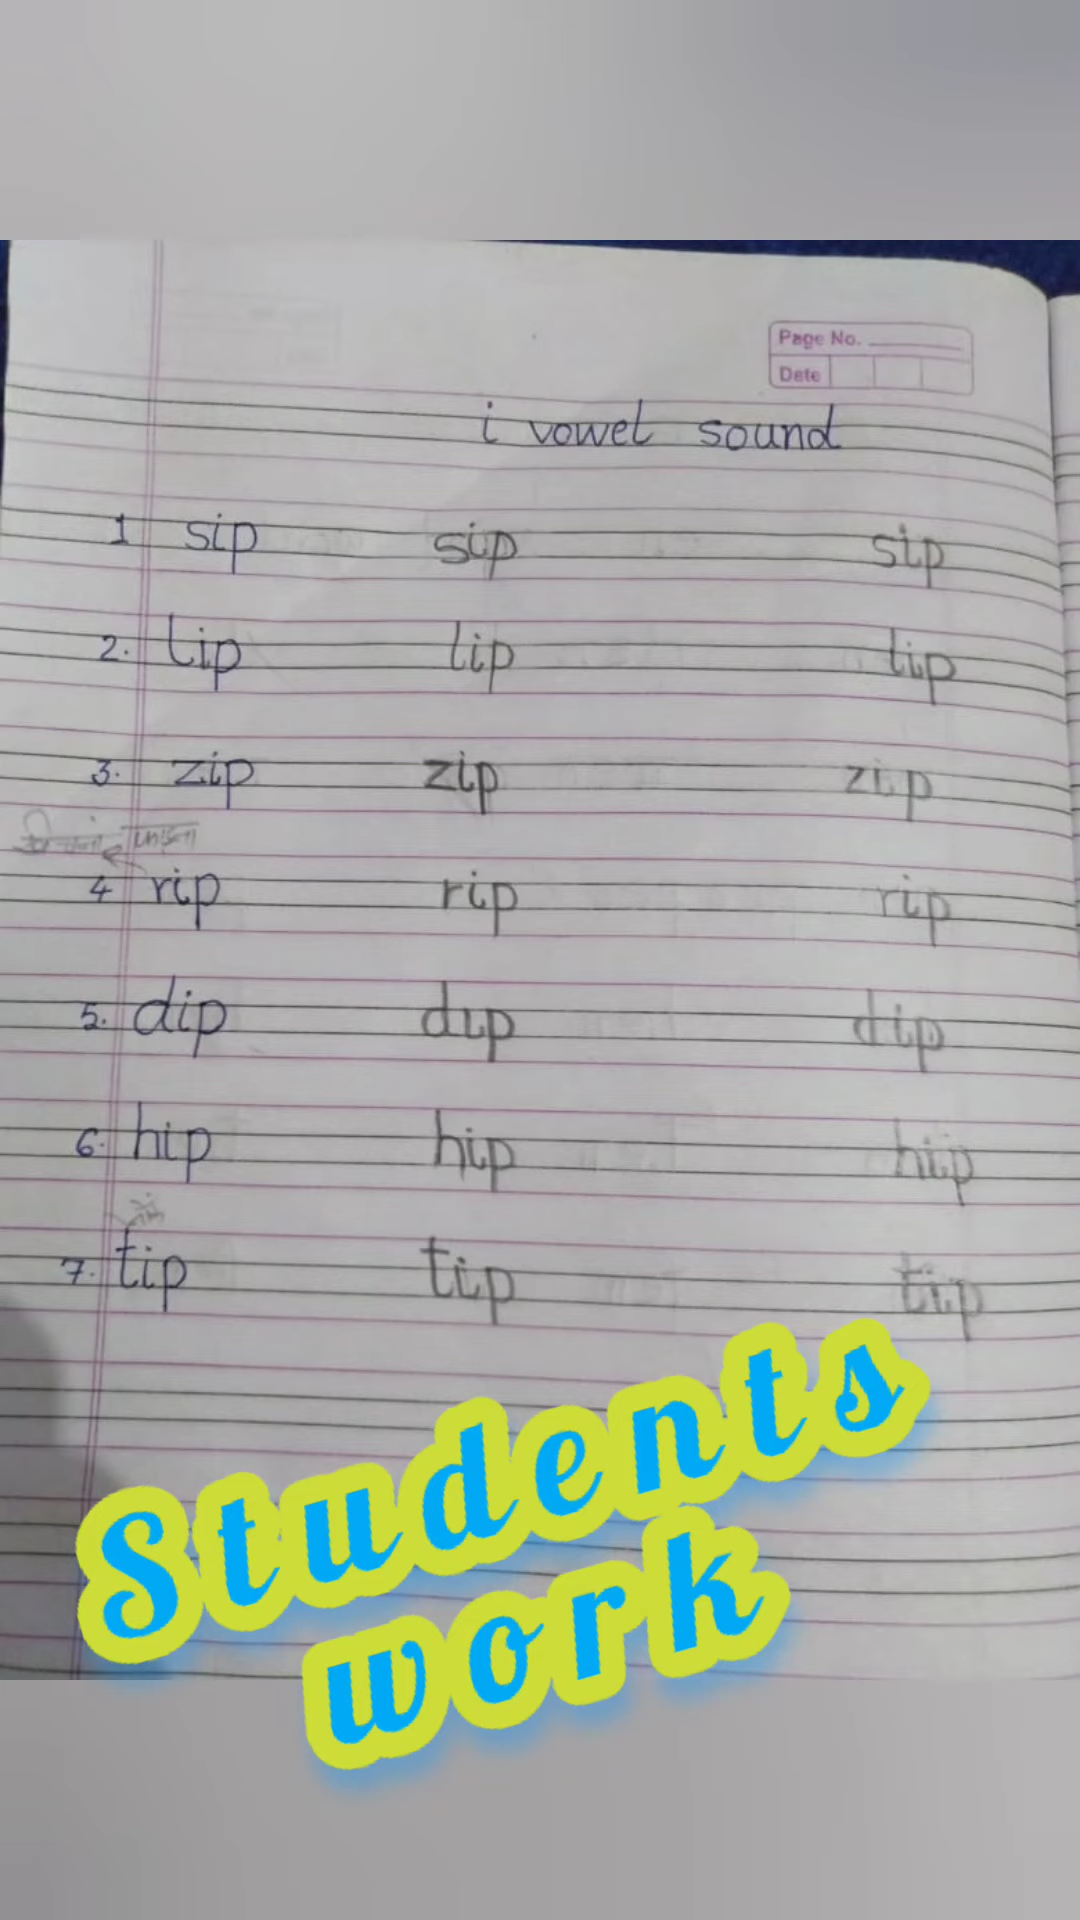 Page No.
Date
i vowel sound
1 sip sip sip
2. lip lip lip
3. zip zip zip
4 rip rip rip
5. dip dip dip
6. hip hip hip
7. tip tip tip
Students
work